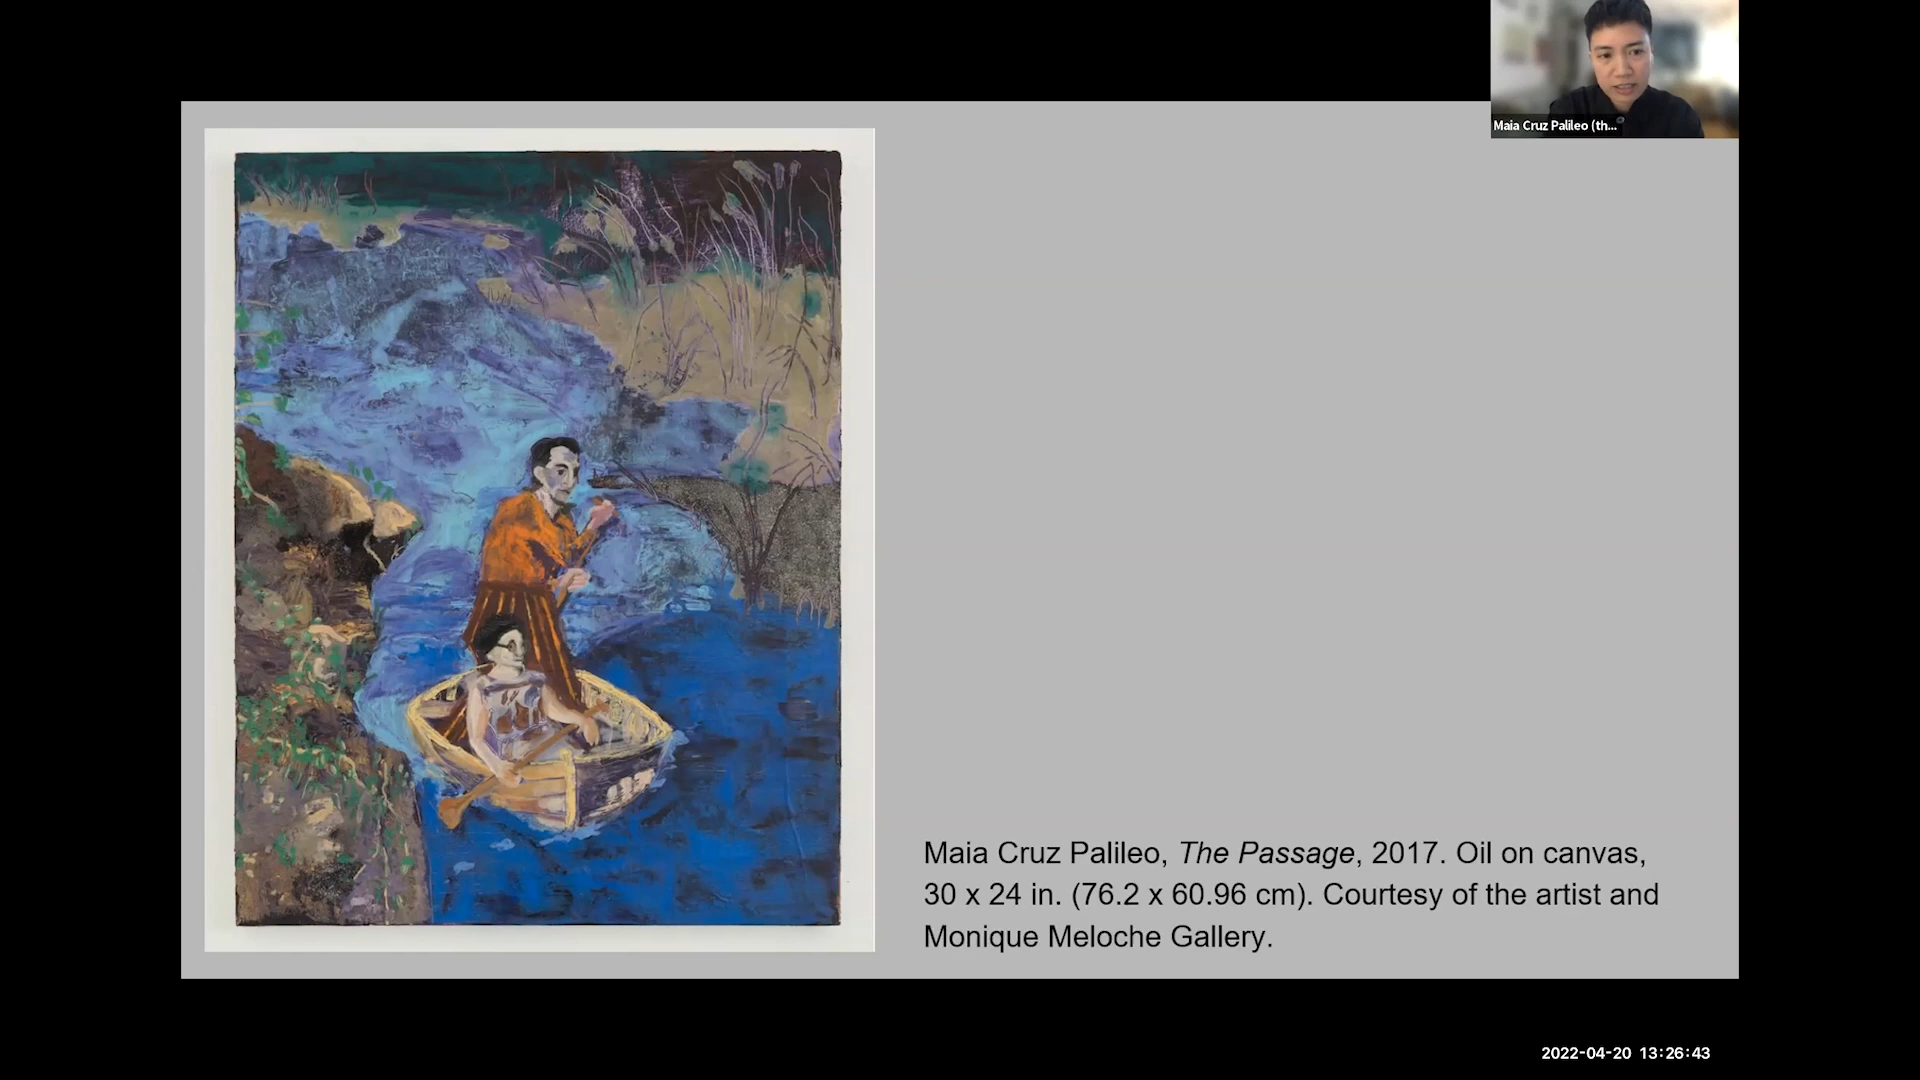 Maia Cruz Palileo (th...
Maia Cruz Palileo, The Passage, 2017. Oil on canvas,
30 x 24 in. (76.2 x 60.96 cm). Courtesy of the artist and
Monique Meloche Gallery.
2022-04-20 13:26:43